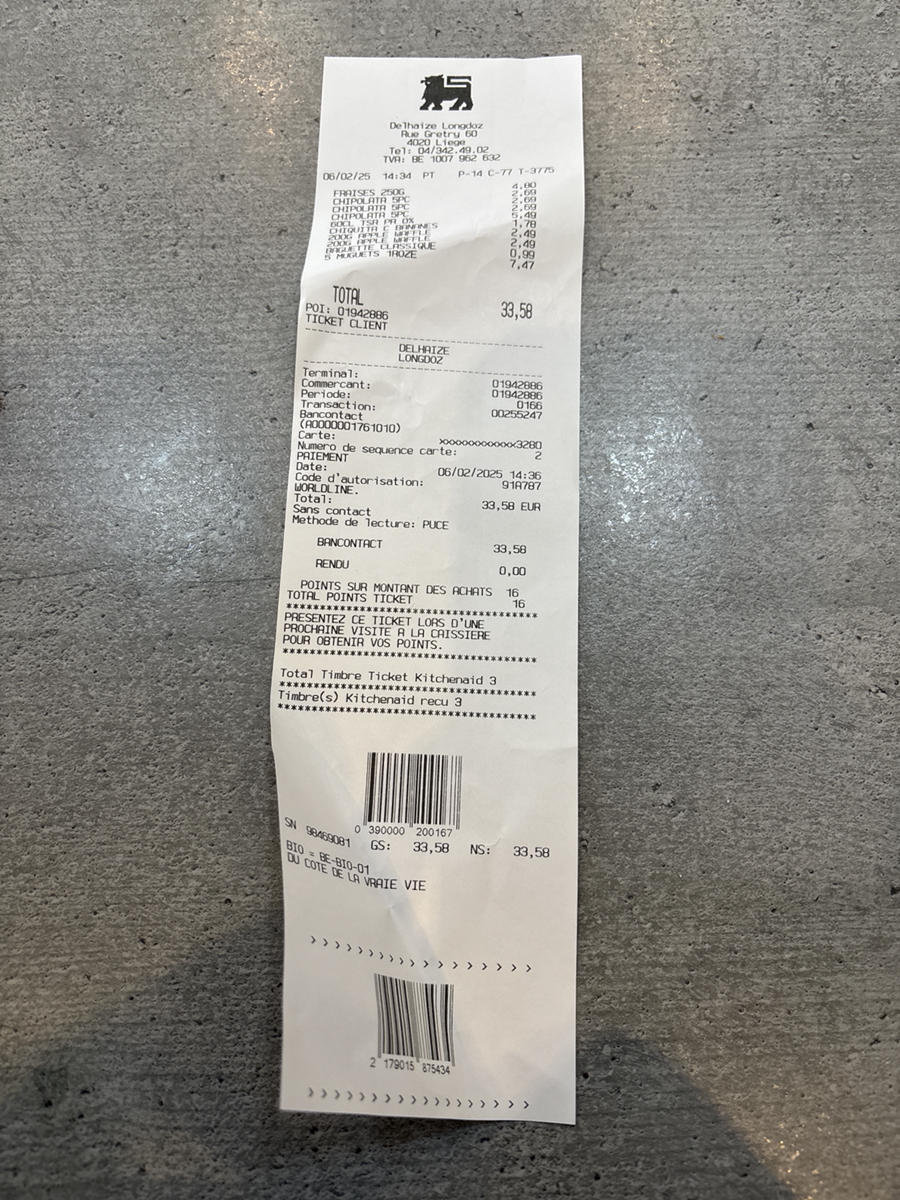 Delhaize Longdoz
Rue Gretry 60
4020 Liege
Tel: 04/342.49.02
TVA: BE 1007 962 632
06/02/25 14:34 PT P-14 C-77 T-3775
FRAISES 250G 4,80
CHIPOLATA 5PC 2,69
CHIPOLATA 5PC 2,69
CHIPOLATA 5PC 2,69
60CL TSA PA 0% 5,49
CHIQUITA C BANANES 1,78
200G APPLE WAFFLE 2,49
200G APPLE WAFFLE 2,49
BAGUETTE CLASSIQUE 0,99
5 MUGUETS 1ROZE 7,47
TOTAL 33,58
POI: 01942886
TICKET CLIENT
DELHAIZE
LONGDOZ
Terminal: 01942886
Commercant: 01942886
Periode: 0166
Transaction: 00255247
Bancontact
(A0000001761010)
Carte: xxxxxxxxxxxxx3280
Numero de sequence carte: 2
PAIEMENT
Date: 06/02/2025 14:36
Code d'autorisation: 91A787
WORLDLINE.
Total: 33,58 EUR
Sans contact
Methode de lecture: PUCE
BANCONTACT 33,58
RENDU 0,00
POINTS SUR MONTANT DES ACHATS 16
TOTAL POINTS TICKET 16
**************************************
PRESENTEZ CE TICKET LORS D'UNE
PROCHAINE VISITE A LA CAISSIERE
POUR OBTENIR VOS POINTS.
**************************************
Total Timbre Ticket Kitchenaid 3
**************************************
Timbre(s) Kitchenaid recu 3
**************************************
0 390000 200167
SN 98469081 GS: 33,58 NS: 33,58
BIO = BE-BIO-01
DU COTE DE LA VRAIE VIE
> > > > > > > > > > > > > > > > > >
2 179015 875434
> > > > > > > > > > > > > > > > > >